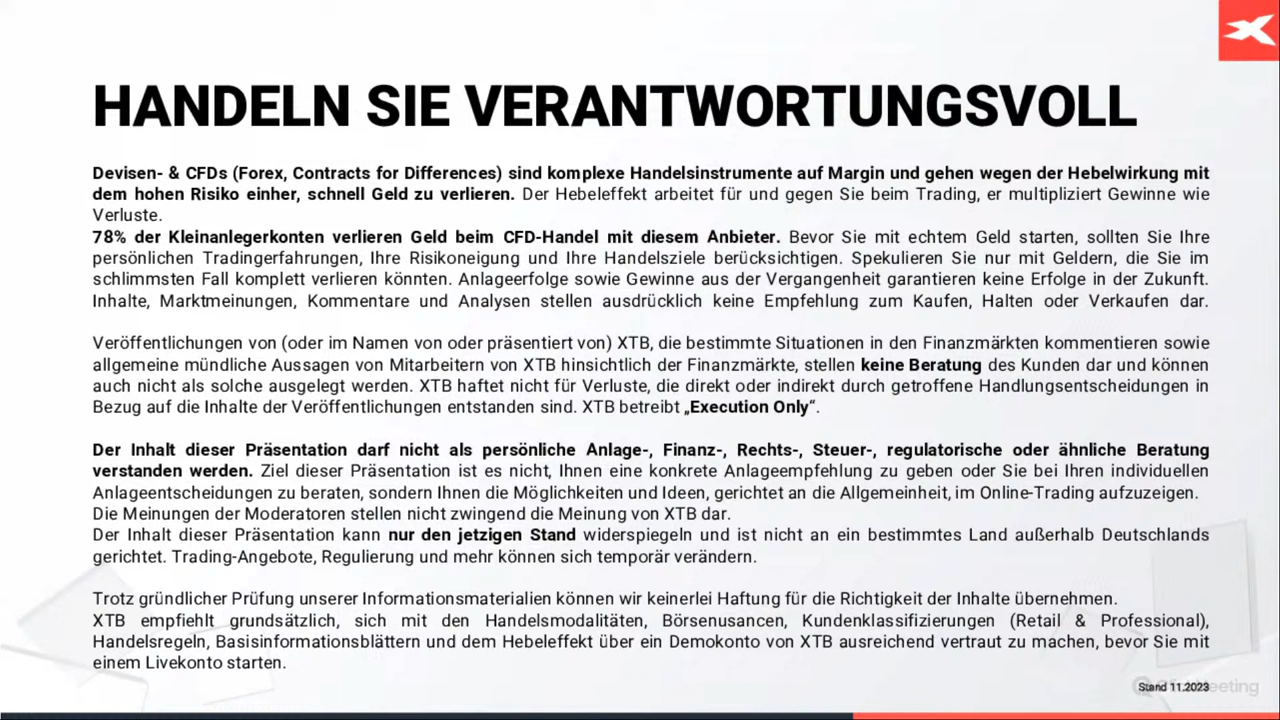 HANDELN SIE VERANTWORTUNGSVOLL
Devisen- & CFDs (Forex, Contracts for Differences) sind komplexe Handelsinstrumente auf Margin und gehen wegen der Hebelwirkung mit
dem hohen Risiko einher, schnell Geld zu verlieren. Der Hebeleffekt arbeitet für und gegen Sie beim Trading, er multipliziert Gewinne wie
Verluste.
78% der Kleinanlegerkonten verlieren Geld beim CFD-Handel mit diesem Anbieter. Bevor Sie mit echtem Geld starten, sollten Sie Ihre
persönlichen Tradingerfahrungen, Ihre Risikoneigung und Ihre Handelsziele berücksichtigen. Spekulieren Sie nur mit Geldern, die Sie im
schlimmsten Fall komplett verlieren könnten. Anlageerfolge sowie Gewinne aus der Vergangenheit garantieren keine Erfolge in der Zukunft.
Inhalte, Marktmeinungen, Kommentare und Analysen stellen ausdrücklich keine Empfehlung zum Kaufen, Halten oder Verkaufen dar.
Veröffentlichungen von (oder im Namen von oder präsentiert von) XTB, die bestimmte Situationen in den Finanzmärkten kommentieren sowie
allgemeine mündliche Aussagen von Mitarbeitern von XTB hinsichtlich der Finanzmärkte, stellen keine Beratung des Kunden dar und können
auch nicht als solche ausgelegt werden. XTB haftet nicht für Verluste, die direkt oder indirekt durch getroffene Handlungsentscheidungen in
Bezug auf die Inhalte der Veröffentlichungen entstanden sind. XTB betreibt „Execution Only“.
Der Inhalt dieser Präsentation darf nicht als persönliche Anlage-, Finanz-, Rechts-, Steuer-, regulatorische oder ähnliche Beratung
verstanden werden. Ziel dieser Präsentation ist es nicht, Ihnen eine konkrete Anlageempfehlung zu geben oder Sie bei Ihren individuellen
Anlageentscheidungen zu beraten, sondern Ihnen die Möglichkeiten und Ideen, gerichtet an die Allgemeinheit, im Online-Trading aufzuzeigen.
Die Meinungen der Moderatoren stellen nicht zwingend die Meinung von XTB dar.
Der Inhalt dieser Präsentation kann nur den jetzigen Stand widerspiegeln und ist nicht an ein bestimmtes Land außerhalb Deutschlands
gerichtet. Trading-Angebote, Regulierung und mehr können sich temporär verändern.
Trotz gründlicher Prüfung unserer Informationsmaterialien können wir keinerlei Haftung für die Richtigkeit der Inhalte übernehmen.
XTB empfiehlt grundsätzlich, sich mit den Handelsmodalitäten, Börsenusancen, Kundenklassifizierungen (Retail & Professional),
Handelsregeln, Basisinformationsblättern und dem Hebeleffekt über ein Demokonto von XTB ausreichend vertraut zu machen, bevor Sie mit
einem Livekonto starten.
Stand 11.2023